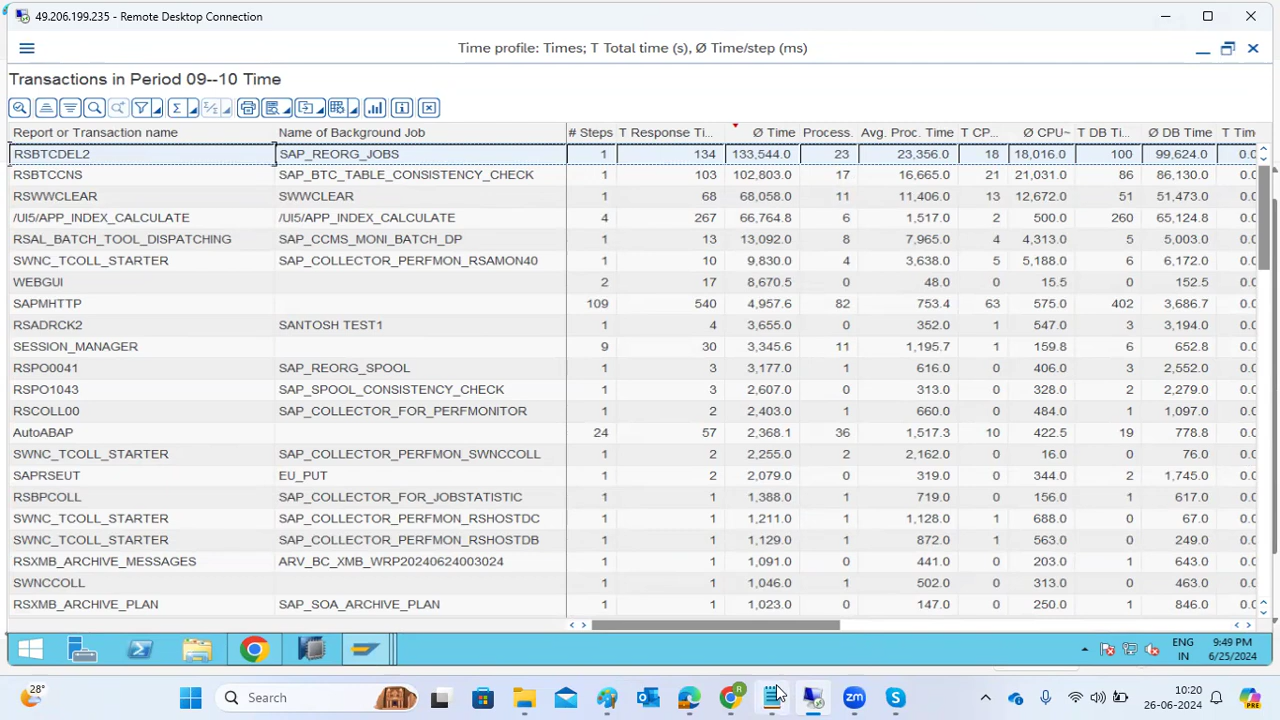 49.206.199.235 - Remote Desktop Connection
Time profile: Times; T Total time (s), Ø Time/step (ms)
Transactions in Period 09--10 Time
Report or Transaction name Name of Background Job # Steps T Response Ti... Ø Time Process. Avg. Proc. Time T CP... Ø CPU~ T DB Ti... Ø DB Time T Time
RSBTCDEL2 SAP_REORG_JOBS 1 134 133,544.0 23 23,356.0 18 18,016.0 100 99,624.0 0.0
RSBTCCNS SAP_BTC_TABLE_CONSISTENCY_CHECK 1 103 102,803.0 17 16,665.0 21 21,031.0 86 86,130.0 0.0
RSWWCLEAR SWWCLEAR 1 68 68,058.0 11 11,406.0 13 12,672.0 51 51,473.0 0.0
/UI5/APP_INDEX_CALCULATE /UI5/APP_INDEX_CALCULATE 4 267 66,764.8 6 1,517.0 2 500.0 260 65,124.8 0.0
RSAL_BATCH_TOOL_DISPATCHING SAP_CCMS_MONI_BATCH_DP 1 13 13,092.0 8 7,965.0 4 4,313.0 5 5,003.0 0.0
SWNC_TCOLL_STARTER SAP_COLLECTOR_PERFMON_RSAMON40 1 10 9,830.0 4 3,638.0 5 5,188.0 6 6,172.0 0.0
WEBGUI 2 17 8,670.5 0 48.0 0 15.5 0 152.5 0.0
SAPMHTTP 109 540 4,957.6 82 753.4 63 575.0 402 3,686.7 0.0
RSADRCK2 SANTOSH TEST1 1 4 3,655.0 0 352.0 1 547.0 3 3,194.0 0.0
SESSION_MANAGER 9 30 3,345.6 11 1,195.7 1 159.8 6 652.8 0.0
RSPO0041 SAP_REORG_SPOOL 1 3 3,177.0 1 616.0 0 406.0 3 2,552.0 0.0
RSPO1043 SAP_SPOOL_CONSISTENCY_CHECK 1 3 2,607.0 0 313.0 0 328.0 2 2,279.0 0.0
RSCOLL00 SAP_COLLECTOR_FOR_PERFMONITOR 1 2 2,403.0 1 660.0 0 484.0 1 1,097.0 0.0
AutoABAP 24 57 2,368.1 36 1,517.3 10 422.5 19 778.8 0.0
SWNC_TCOLL_STARTER SAP_COLLECTOR_PERFMON_SWNCCOLL 1 2 2,255.0 2 2,162.0 0 16.0 0 76.0 0.0
SAPRSEUT EU_PUT 1 2 2,079.0 0 319.0 0 344.0 2 1,745.0 0.0
RSBPCOLL SAP_COLLECTOR_FOR_JOBSTATISTIC 1 1 1,388.0 1 719.0 0 156.0 1 617.0 0.0
SWNC_TCOLL_STARTER SAP_COLLECTOR_PERFMON_RSHOSTDC 1 1 1,211.0 1 1,128.0 1 688.0 0 67.0 0.0
SWNC_TCOLL_STARTER SAP_COLLECTOR_PERFMON_RSHOSTDB 1 1 1,129.0 1 872.0 1 563.0 0 249.0 0.0
RSXMB_ARCHIVE_MESSAGES ARV_BC_XMB_WRP20240624003024 1 1 1,091.0 0 441.0 0 203.0 1 643.0 0.0
SWNCCOLL 1 1 1,046.0 1 502.0 0 313.0 0 463.0 0.0
RSXMB_ARCHIVE_PLAN SAP_SOA_ARCHIVE_PLAN 1 1 1,023.0 0 147.0 0 250.0 1 846.0 0.0
ENG 9:49 PM
IN 6/25/2024
28° Search 10:20
26-06-2024